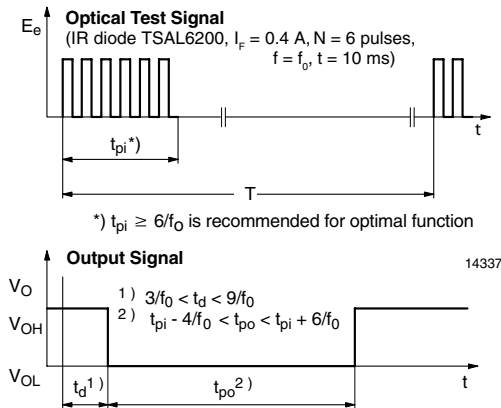 Optical Test Signal
Eₑ
(IR diode TSAL6200, I_F = 0.4 A, N = 6 pulses,
f = f₀, t = 10 ms)
t
t_pi*)
T
*) t_pi ≥ 6/f₀ is recommended for optimal function
Output Signal
14337
V_O
V_OH
V_OL
1) 3/f₀ < t_d < 9/f₀
2) t_pi - 4/f₀ < t_po < t_pi + 6/f₀
t
t_d1)
t_po2)